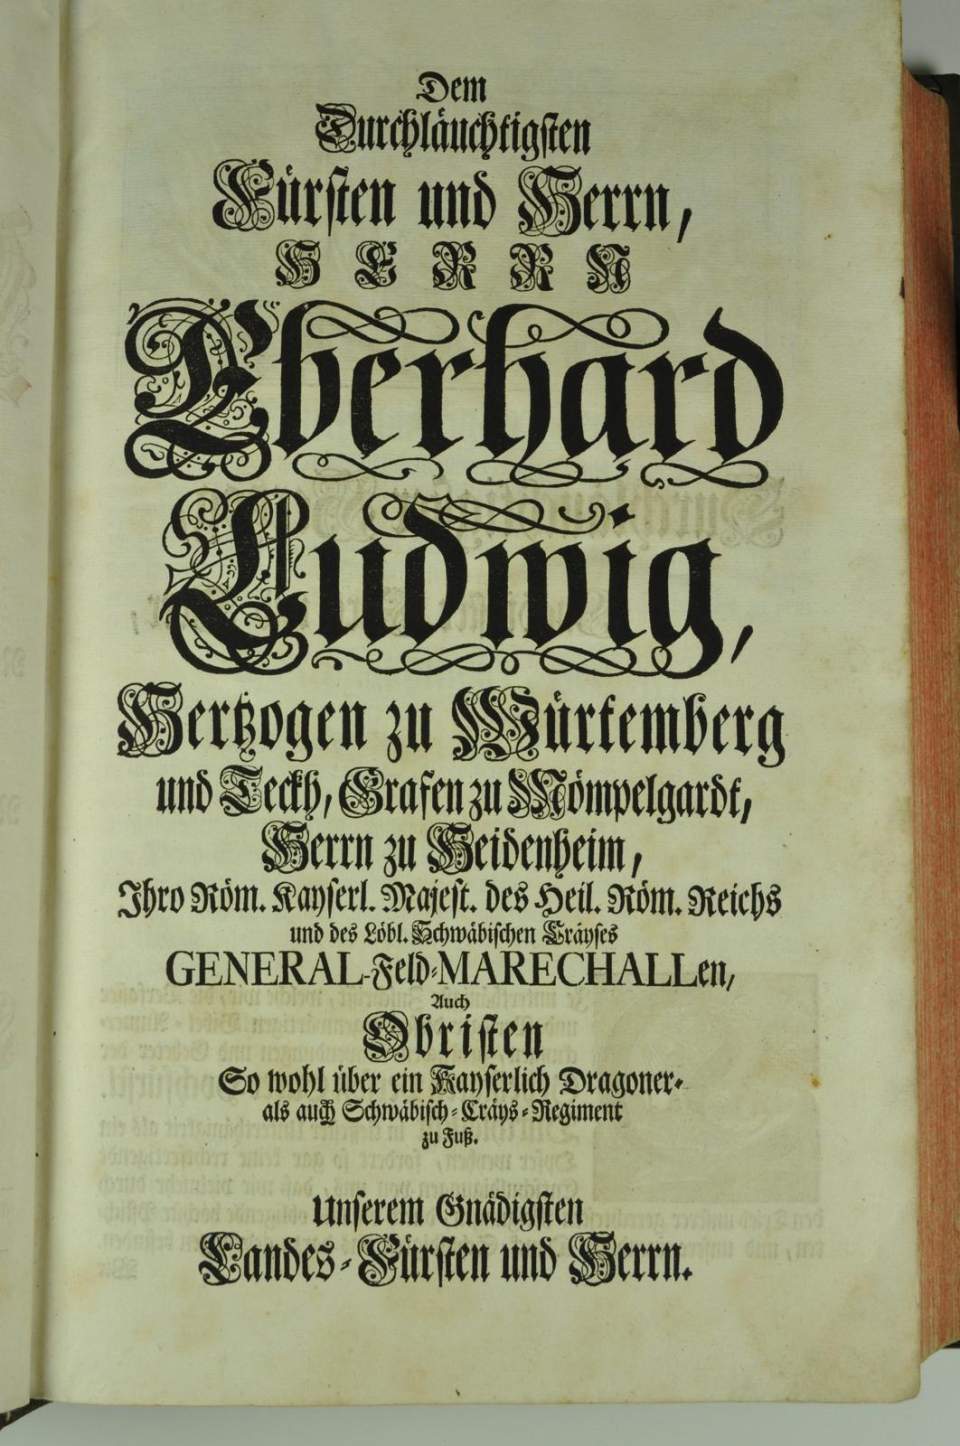 Dem
Durchläuchtigsten
Fürsten und Herrn,
HERRN
Eberhard
Ludwig,
Hertzogen zu Würtemberg
und Teckh, Grafen zu Mömpelgardt,
Herrn zu Heidenheim,
Ihro Röm. Kayserl. Majest. des Heil. Röm. Reichs
und des Löbl. Schwäbischen Cräyses
GENERAL-Feld-MARECHALLen,
Auch
Obristen
So wohl über ein Kayserlich Dragoner-
als auch Schwäbisch-Cräys-Regiment
zu Fuß.
Unserem Gnädigsten
Landes-Fürsten und Herrn.